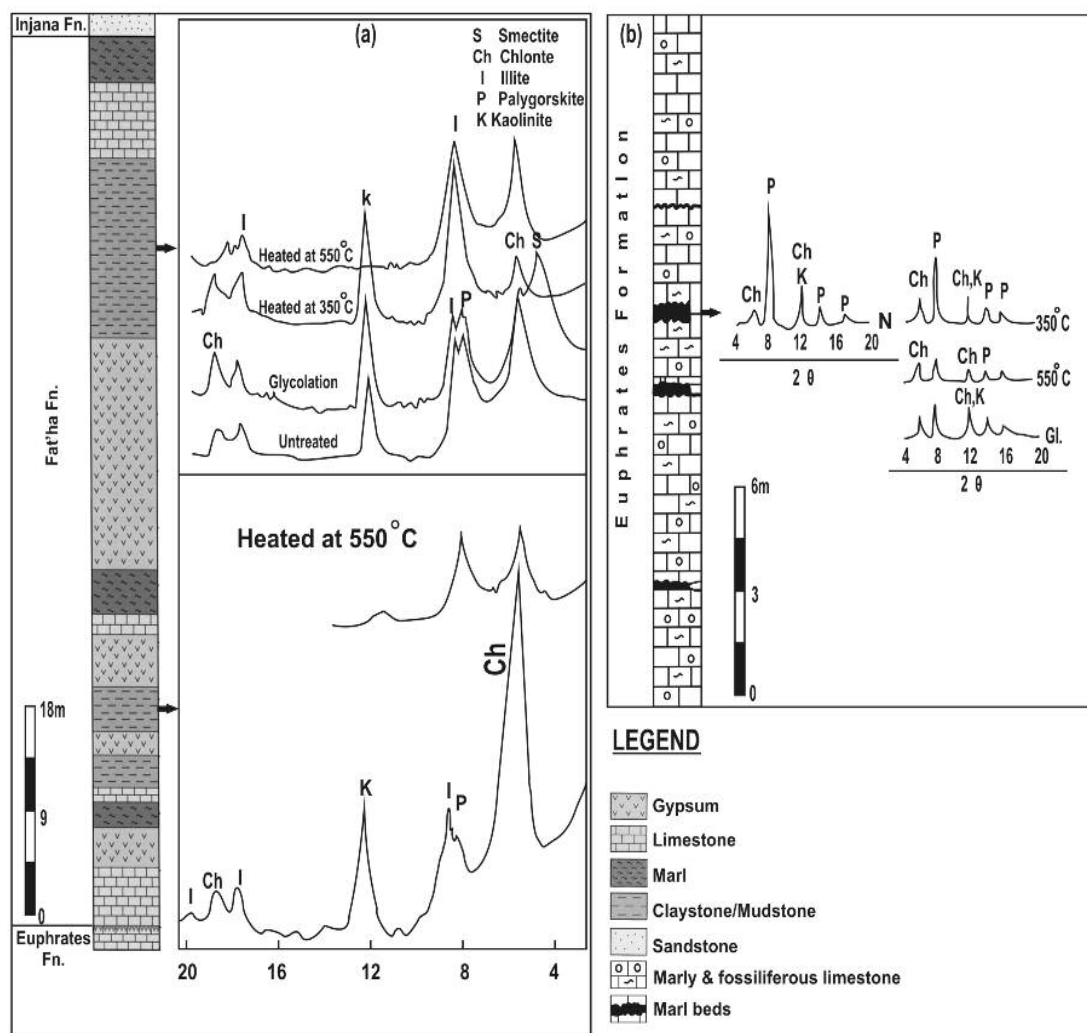 Injana Fn.
Fat'ha Fn.
18m
9
0
Euphrates
Fn.
(a)
S Smectite
Ch Chlonte
I Illite
P Palygorskite
K Kaolinite
I
k
I
Heated at 550°C
Ch
S
Heated at 350°C
I
P
Ch
Glycolation
Untreated
Heated at 550°C
Ch
K
I
P
I
Ch
I
20 16 12 8 4
(b)
Euphrates Formation
P
Ch
Ch
K
P
P
N
4 8 12 16 20
2 θ
P
Ch
Ch,K
P
P
350°C
Ch
Ch
P
550°C
Ch,K
Gl.
4 8 12 16 20
2 θ
6m
3
0
LEGEND
Gypsum
Limestone
Marl
Claystone/Mudstone
Sandstone
Marly & fossiliferous limestone
Marl beds